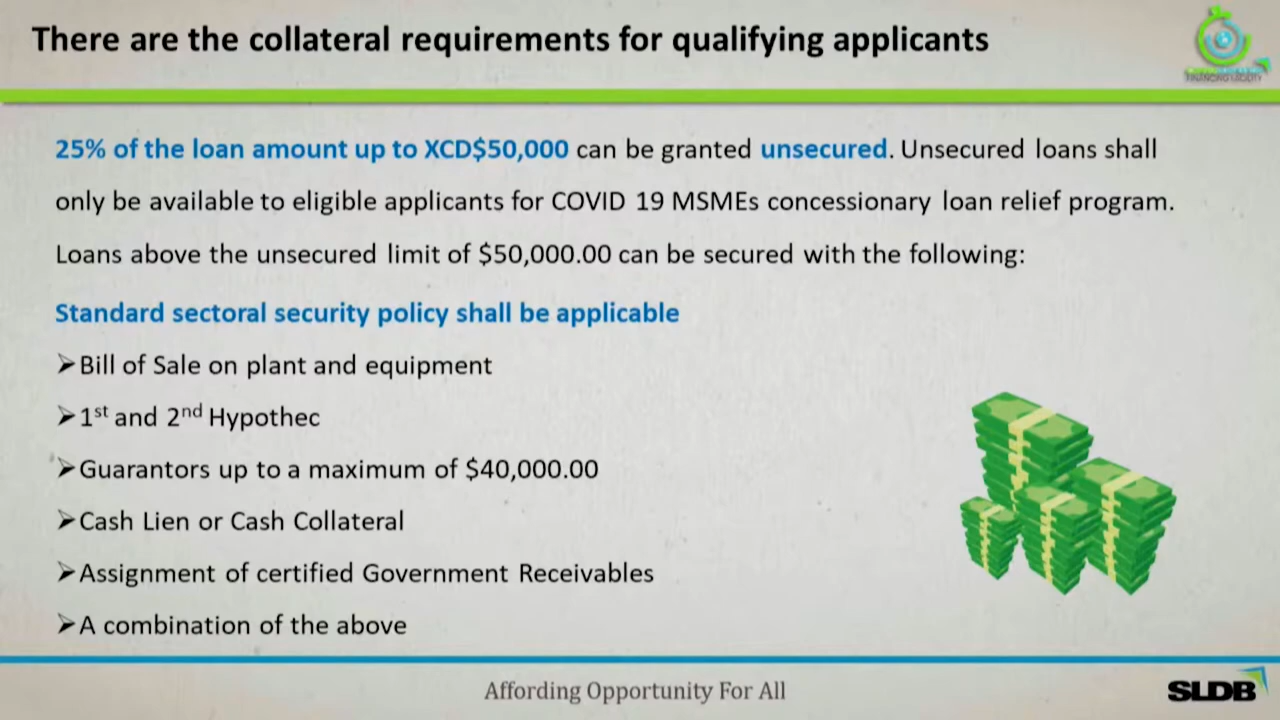 There are the collateral requirements for qualifying applicants
25% of the loan amount up to XCD$50,000 can be granted unsecured. Unsecured loans shall
only be available to eligible applicants for COVID 19 MSMEs concessionary loan relief program.
Loans above the unsecured limit of $50,000.00 can be secured with the following:
Standard sectoral security policy shall be applicable
➢Bill of Sale on plant and equipment
➢1st and 2nd Hypothec
➢Guarantors up to a maximum of $40,000.00
➢Cash Lien or Cash Collateral
➢Assignment of certified Government Receivables
➢A combination of the above
Affording Opportunity For All
SLDB